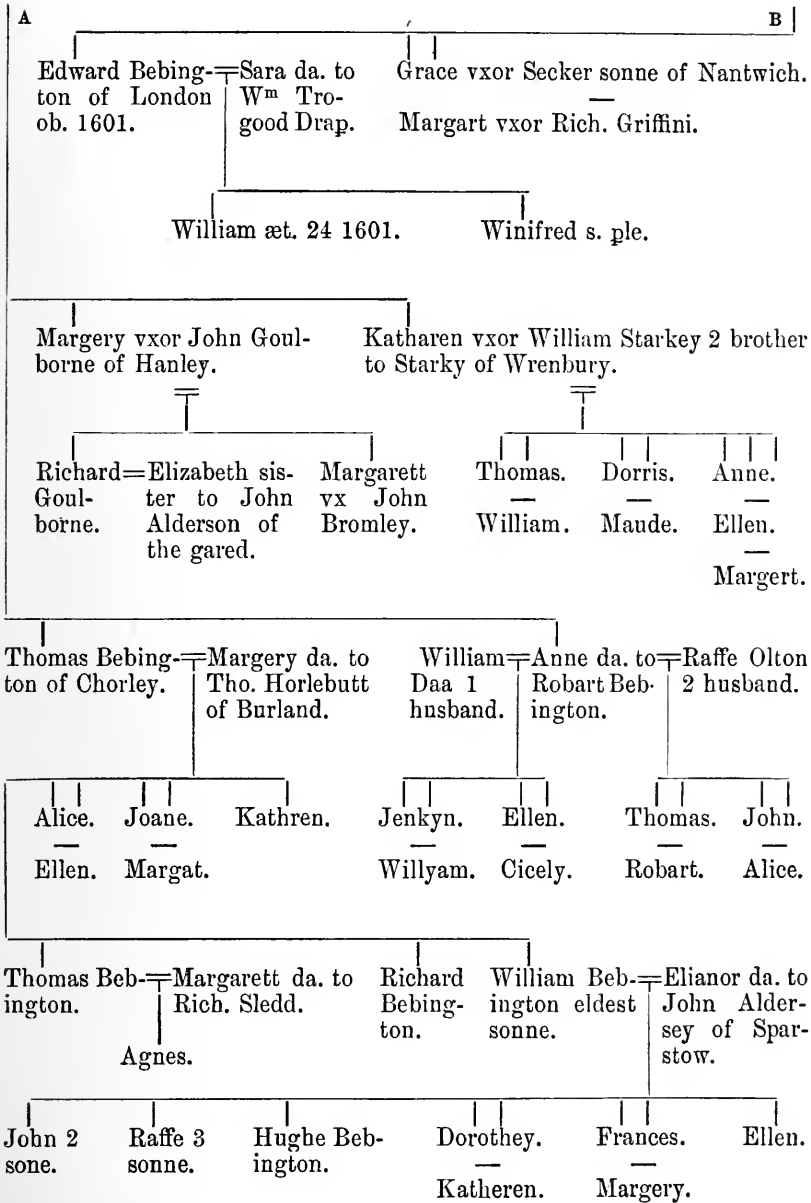 A B
Edward Bebing- Sara da. to Grace vxor Secker sonne of Nantwich.
ton of London Wm Tro-
ob. 1601. good Drap. Margart vxor Rich. Griffini.
William æt. 24 1601. Winifred s. ple.
Margery vxor John Goul- Katharen vxor William Starkey 2 brother
borne of Hanley. to Starky of Wrenbury.
Richard=Elizabeth sis- Margarett Thomas. Dorris. Anne.
Goul- ter to John vx John
borne. Alderson of Bromley. William. Maude. Ellen.
the gared.
Margert.
Thomas Bebing- Margery da. to William Anne da. to Raffe Olton
ton of Chorley. Tho. Horlebutt Daa 1 Robart Beb- 2 husband.
of Burland. husband. ington.
Alice. Joane. Kathren. Jenkyn. Ellen. Thomas. John.
Ellen. Margat. Willyam. Cicely. Robart. Alice.
Thomas Beb- Margarett da. to Richard William Beb- Elianor da. to
ington. Rich. Sledd. Bebing- ington eldest John Alder-
ton. sonne. sey of Spar-
Agnes. stow.
John 2 Raffe 3 Hughe Beb- Dorothey. Frances. Ellen.
sone. sonne. ington.
Katheren. Margery.